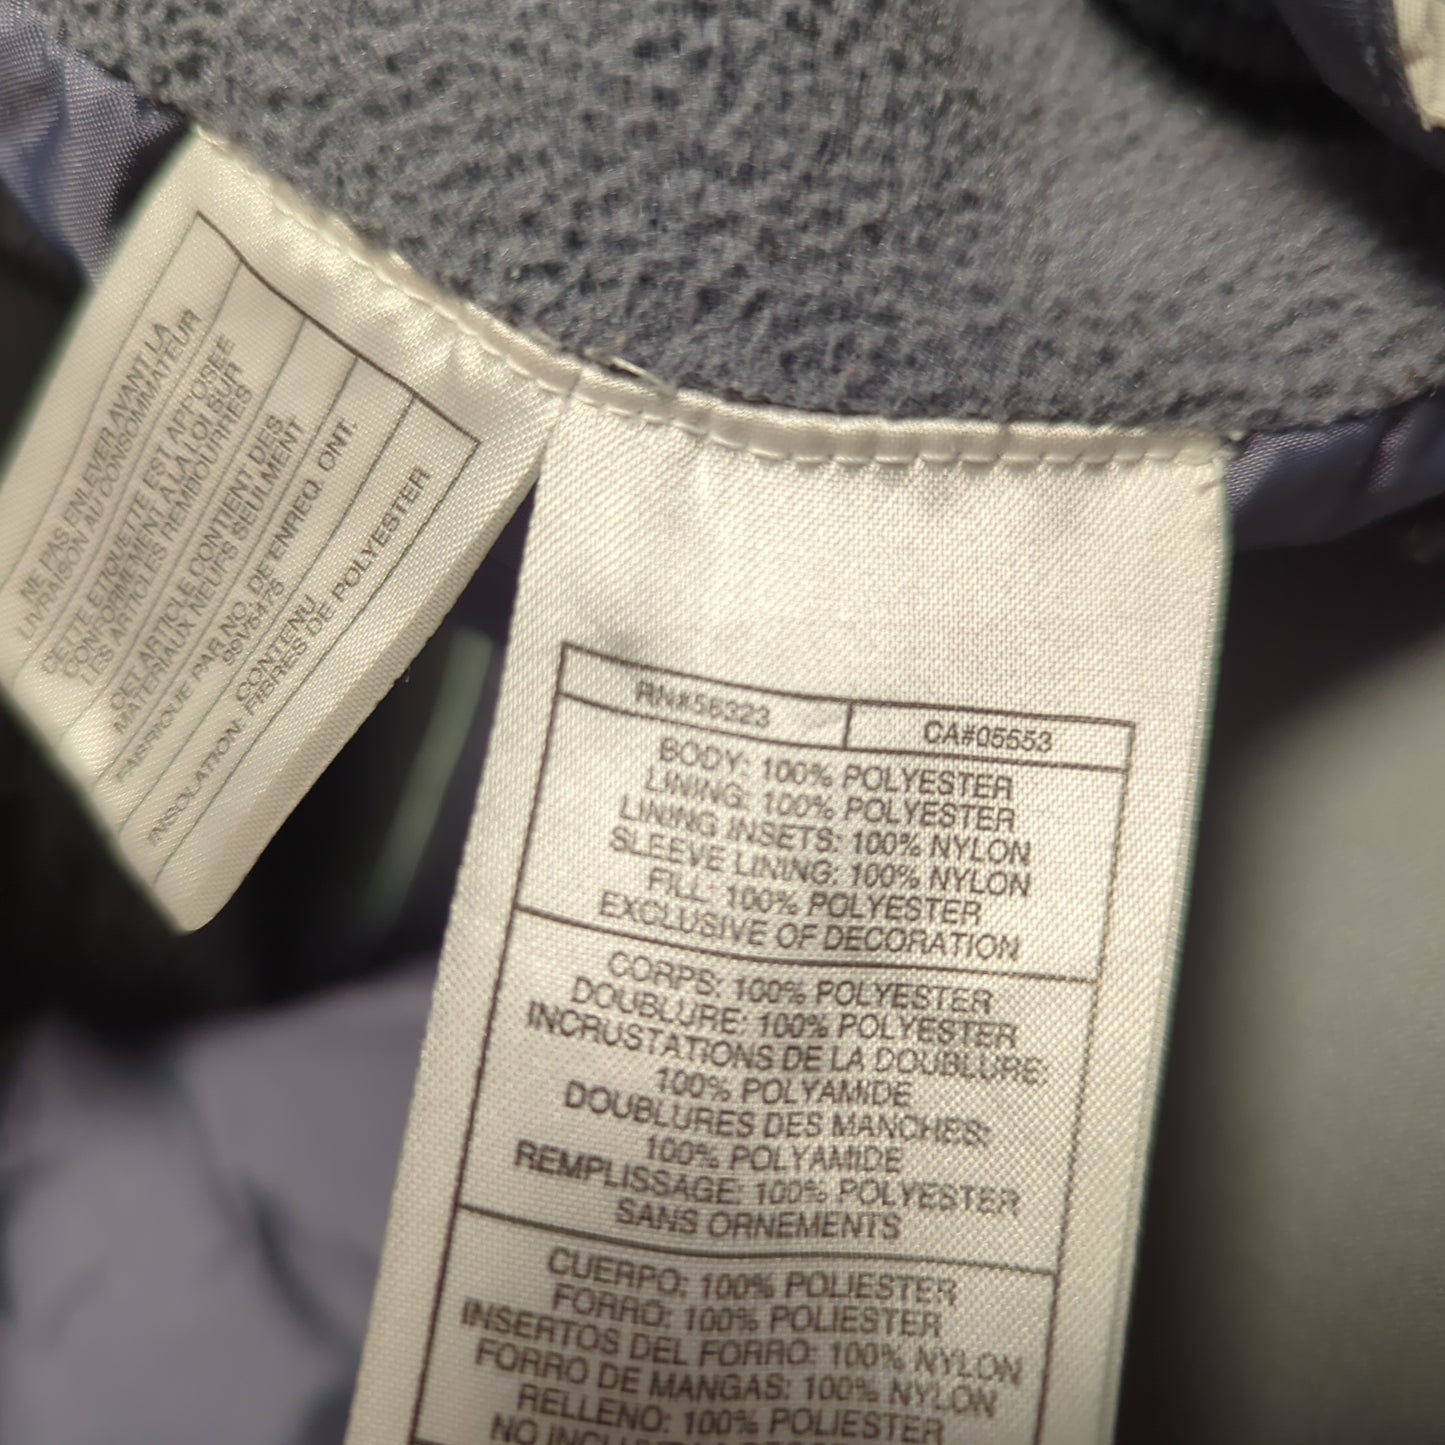 NE PAS ENLEVER AVANT LA
LIVRAISON AU CONSOMMATEUR
CETTE ETIQUETTE EST APPOSEE
CONFORMEMENT A LA LOI SUR
LES ARTICLES REMBOURRES
CET ARTICLE CONTIENT DES
MATERIAUX NEUFS SEULMENT
FABRIQUE PAR NO. D'ENREQ ONT.
99V6475
CONTENU
INSOLATION: FIBRES DE POLYESTER
RN#56323
CA#05553
BODY: 100% POLYESTER
LINING: 100% POLYESTER
LINING INSETS: 100% NYLON
SLEEVE LINING: 100% NYLON
FILL: 100% POLYESTER
EXCLUSIVE OF DECORATION
CORPS: 100% POLYESTER
DOUBLURE: 100% POLYESTER
INCRUSTATIONS DE LA DOUBLURE:
100% POLYAMIDE
DOUBLURES DES MANCHES:
100% POLYAMIDE
REMPLISSAGE: 100% POLYESTER
SANS ORNEMENTS
CUERPO: 100% POLIESTER
FORRO: 100% POLIESTER
INSERTOS DEL FORRO: 100% NYLON
FORRO DE MANGAS: 100% NYLON
RELLENO: 100% POLIESTER
NO